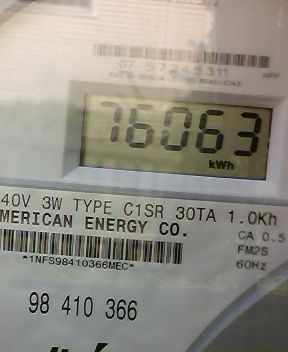 76063
kWh
40V 3W TYPE C1SR 30TA 1.0Kh
MERICAN ENERGY CO.
CA 0.5
FM2S
*1NFS98410366MEC*
60Hz
98 410 366